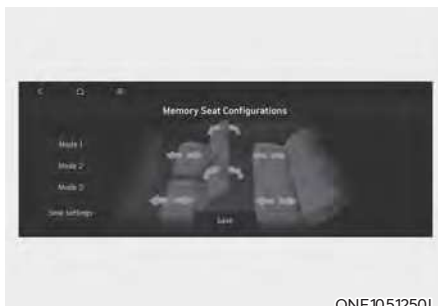 Memory Seat Configurations
Mode 1
Mode 2
Mode 3
Seat settings
Save
ONE1051250L